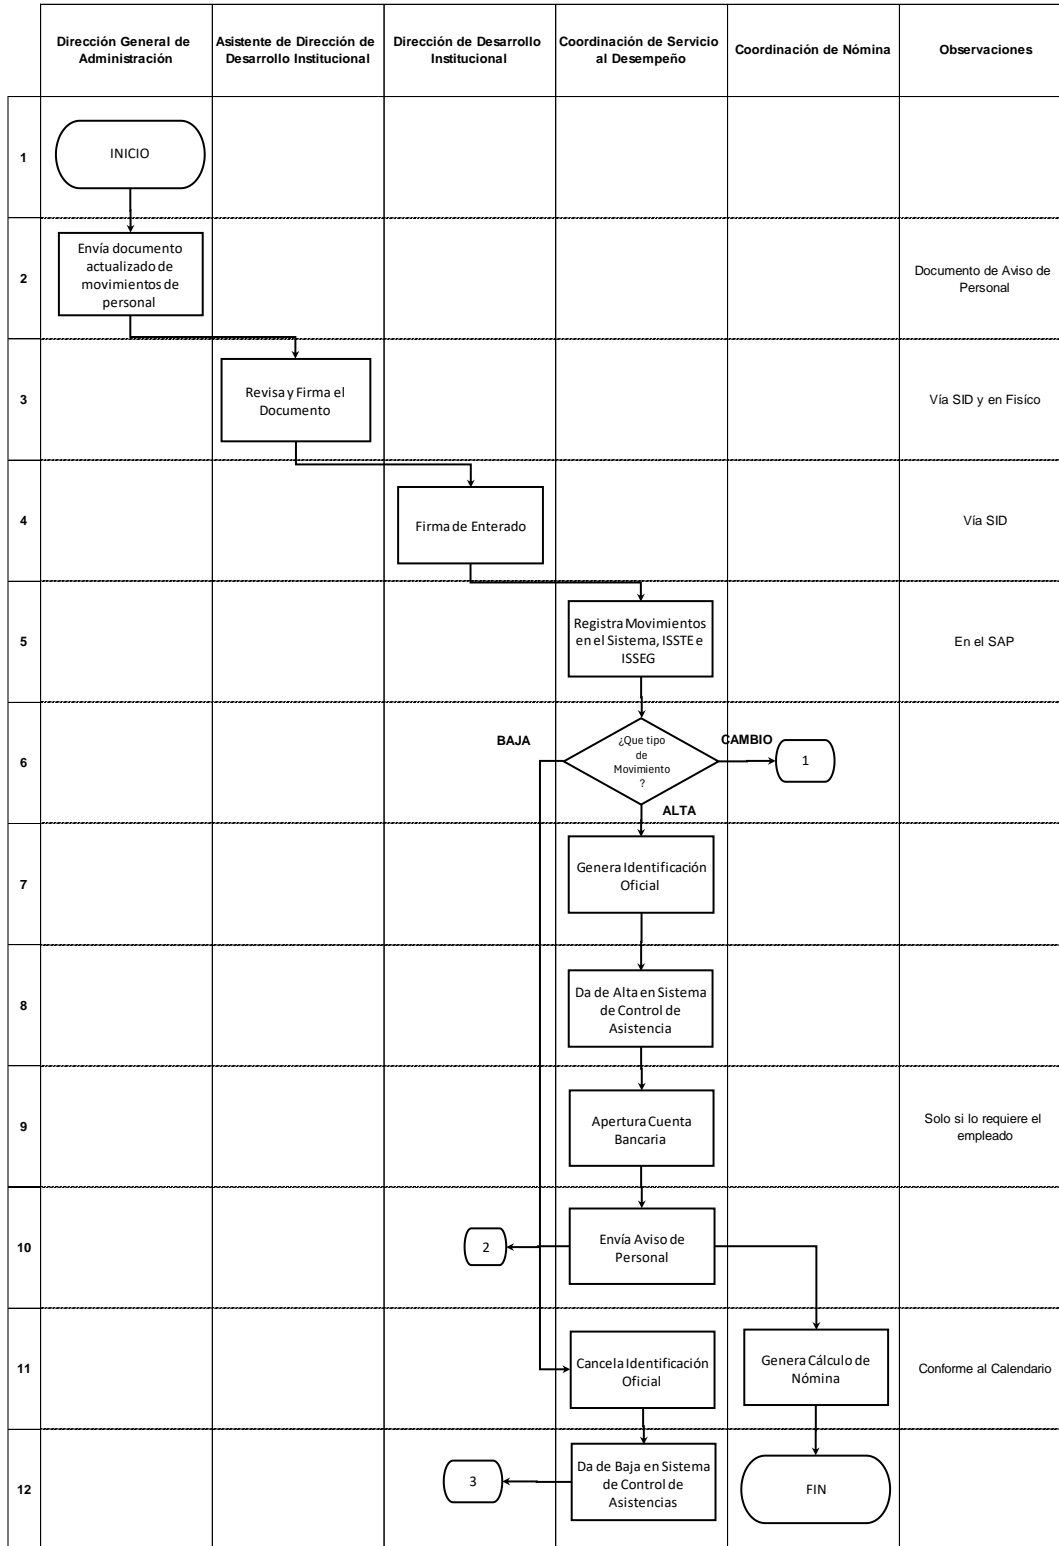 Dirección General de
Administración
Asistente de Dirección de
Desarrollo Institucional
Dirección de Desarrollo
Institucional
Coordinación de Servicio
al Desempeño
Coordinación de Nómina
Observaciones
1
INICIO
2
Envía documento
actualizado de
movimientos de
personal
Documento de Aviso de
Personal
3
Revisa y Firma el
Documento
Vía SID y en Fisíco
4
Firma de Enterado
Vía SID
5
Registra Movimientos
en el Sistema, ISSTE e
ISSEG
En el SAP
6
BAJA
¿Que tipo
de
Movimiento
?
CAMBIO
1
ALTA
7
Genera Identificación
Oficial
8
Da de Alta en Sistema
de Control de
Asistencia
9
Apertura Cuenta
Bancaria
Solo si lo requiere el
empleado
10
2
Envía Aviso de
Personal
11
Cancela Identificación
Oficial
Genera Cálculo de
Nómina
Conforme al Calendario
12
3
Da de Baja en Sistema
de Control de
Asistencias
FIN